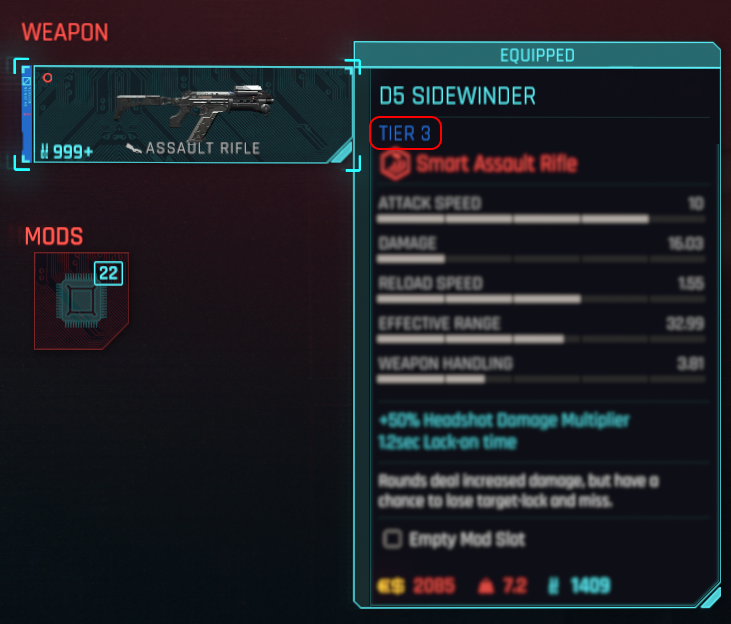 WEAPON
999+
ASSAULT RIFLE
MODS
22
EQUIPPED
D5 SIDEWINDER
TIER 3
Smart Assault Rifle
ATTACK SPEED 10
DAMAGE 16.03
RELOAD SPEED 1.55
EFFECTIVE RANGE 32.99
WEAPON HANDLING 3.81
+50% Headshot Damage Multiplier
1.2sec Lock-on time
Rounds deal increased damage, but have a
chance to lose target-lock and miss.
Empty Mod Slot
2085 7.2 1409